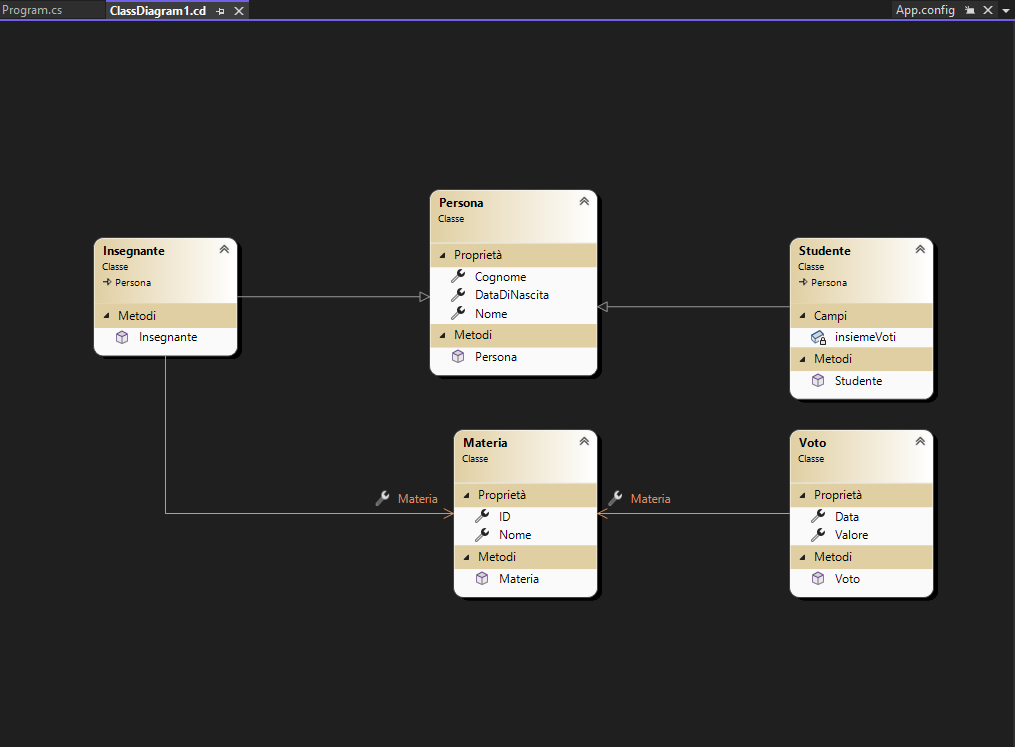 Program.cs
ClassDiagram1.cd
App.config
Persona
Classe
Proprietà
Cognome
DataDiNascita
Nome
Metodi
Persona
Insegnante
Classe
Persona
Metodi
Insegnante
Studente
Classe
Persona
Campi
insiemeVoti
Metodi
Studente
Materia
Materia
Classe
Proprietà
ID
Nome
Metodi
Materia
Materia
Voto
Classe
Proprietà
Data
Valore
Metodi
Voto